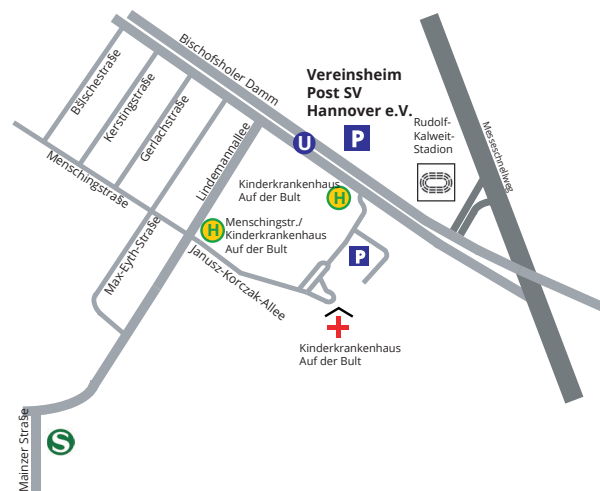 Bischofsholer Damm
Bölschestraße
Kerstingstraße
Gerlachstraße
Menschingstraße
Lindemannallee
Max-Eyth-Straße
Vereinsheim
Post SV
Hannover e.V.
P
U
Rudolf-
Kalweit-
Stadion
Messeschnellweg
Kinderkrankenhaus
Auf der Bult
H
H
Menschingstr./
Kinderkrankenhaus
Auf der Bult
P
Janusz-Korczak-Allee
Kinderkrankenhaus
Auf der Bult
Mainzer Straße
S